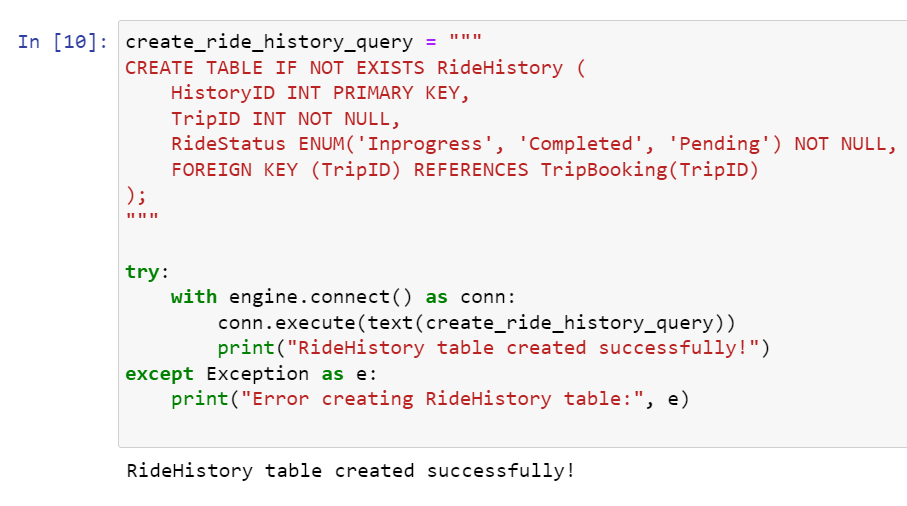 In [10]: create_ride_history_query = """
CREATE TABLE IF NOT EXISTS RideHistory (
    HistoryID INT PRIMARY KEY,
    TripID INT NOT NULL,
    RideStatus ENUM('Inprogress', 'Completed', 'Pending') NOT NULL,
    FOREIGN KEY (TripID) REFERENCES TripBooking(TripID)
);
"""
try:
    with engine.connect() as conn:
        conn.execute(text(create_ride_history_query))
        print("RideHistory table created successfully!")
except Exception as e:
    print("Error creating RideHistory table:", e)
RideHistory table created successfully!